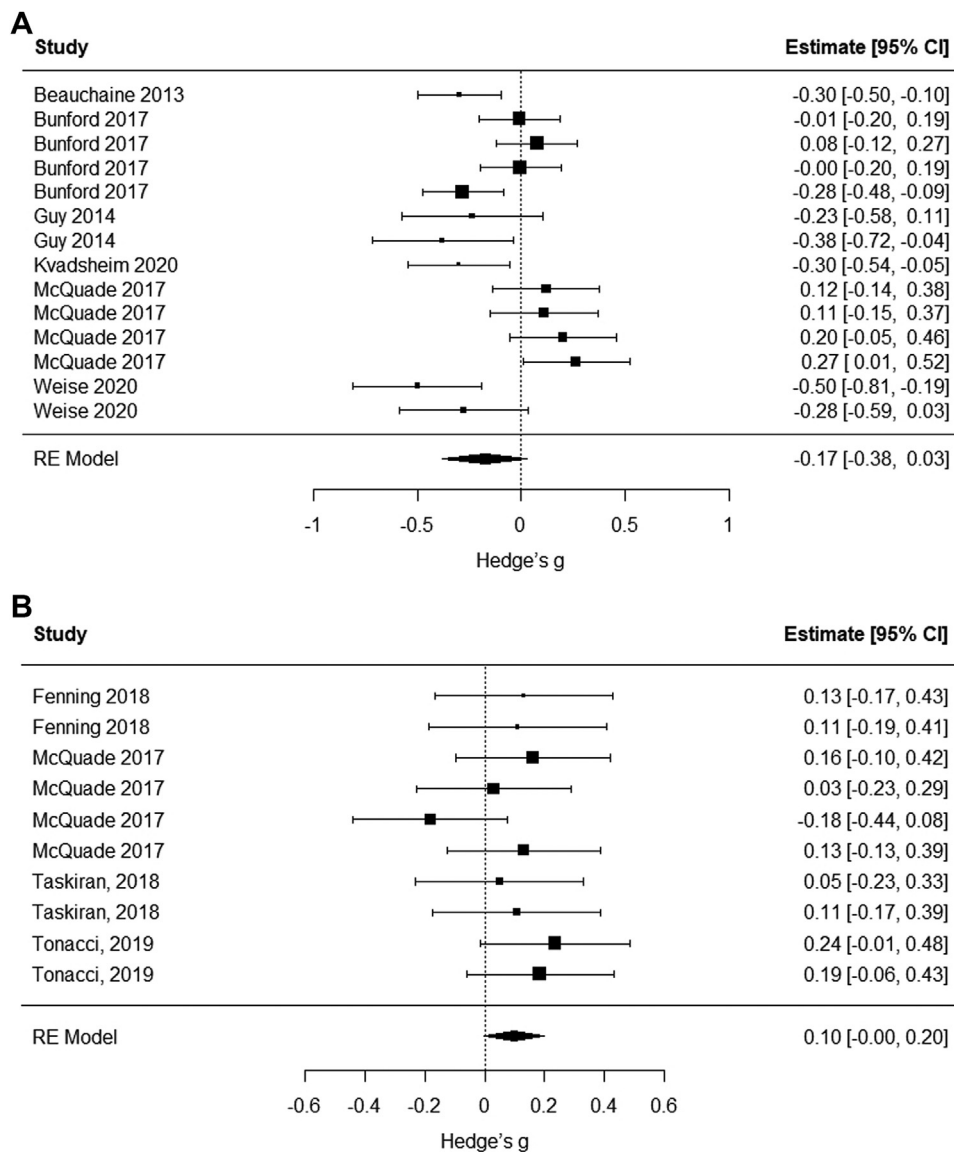 A
Study Estimate [95% CI]
Beauchaine 2013 -0.30 [-0.50, -0.10]
Bunford 2017 -0.01 [-0.20, 0.19]
Bunford 2017 0.08 [-0.12, 0.27]
Bunford 2017 -0.00 [-0.20, 0.19]
Bunford 2017 -0.28 [-0.48, -0.09]
Guy 2014 -0.23 [-0.58, 0.11]
Guy 2014 -0.38 [-0.72, -0.04]
Kvadsheim 2020 -0.30 [-0.54, -0.05]
McQuade 2017 0.12 [-0.14, 0.38]
McQuade 2017 0.11 [-0.15, 0.37]
McQuade 2017 0.20 [-0.05, 0.46]
McQuade 2017 0.27 [ 0.01, 0.52]
Weise 2020 -0.50 [-0.81, -0.19]
Weise 2020 -0.28 [-0.59, 0.03]
RE Model -0.17 [-0.38, 0.03]
-1 -0.5 0 0.5 1
Hedge's g
B
Study Estimate [95% CI]
Fenning 2018 0.13 [-0.17, 0.43]
Fenning 2018 0.11 [-0.19, 0.41]
McQuade 2017 0.16 [-0.10, 0.42]
McQuade 2017 0.03 [-0.23, 0.29]
McQuade 2017 -0.18 [-0.44, 0.08]
McQuade 2017 0.13 [-0.13, 0.39]
Taskiran, 2018 0.05 [-0.23, 0.33]
Taskiran, 2018 0.11 [-0.17, 0.39]
Tonacci, 2019 0.24 [-0.01, 0.48]
Tonacci, 2019 0.19 [-0.06, 0.43]
RE Model 0.10 [-0.00, 0.20]
-0.6 -0.4 -0.2 0 0.2 0.4 0.6
Hedge's g